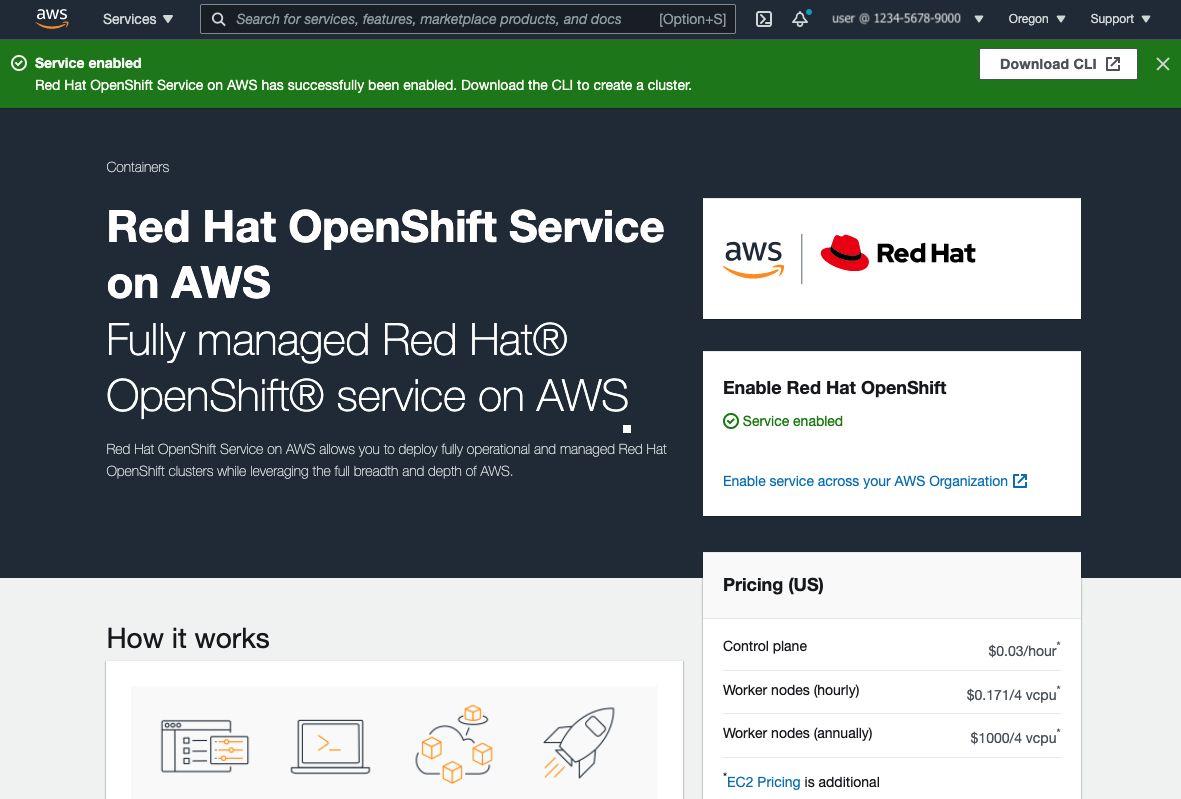 aws
Services ▼
Search for services, features, marketplace products, and docs [Option+S]
user @ 1234-5678-9000 ▼
Oregon ▼
Support ▼
Service enabled
Red Hat OpenShift Service on AWS has successfully been enabled. Download the CLI to create a cluster.
Download CLI
Containers
Red Hat OpenShift Service
on AWS
Fully managed Red Hat®
OpenShift® service on AWS
Red Hat OpenShift Service on AWS allows you to deploy fully operational and managed Red Hat
OpenShift clusters while leveraging the full breadth and depth of AWS.
aws
Red Hat
Enable Red Hat OpenShift
Service enabled
Enable service across your AWS Organization
Pricing (US)
Control plane $0.03/hour*
Worker nodes (hourly) $0.171/4 vcpu*
Worker nodes (annually) $1000/4 vcpu*
*EC2 Pricing is additional
How it works